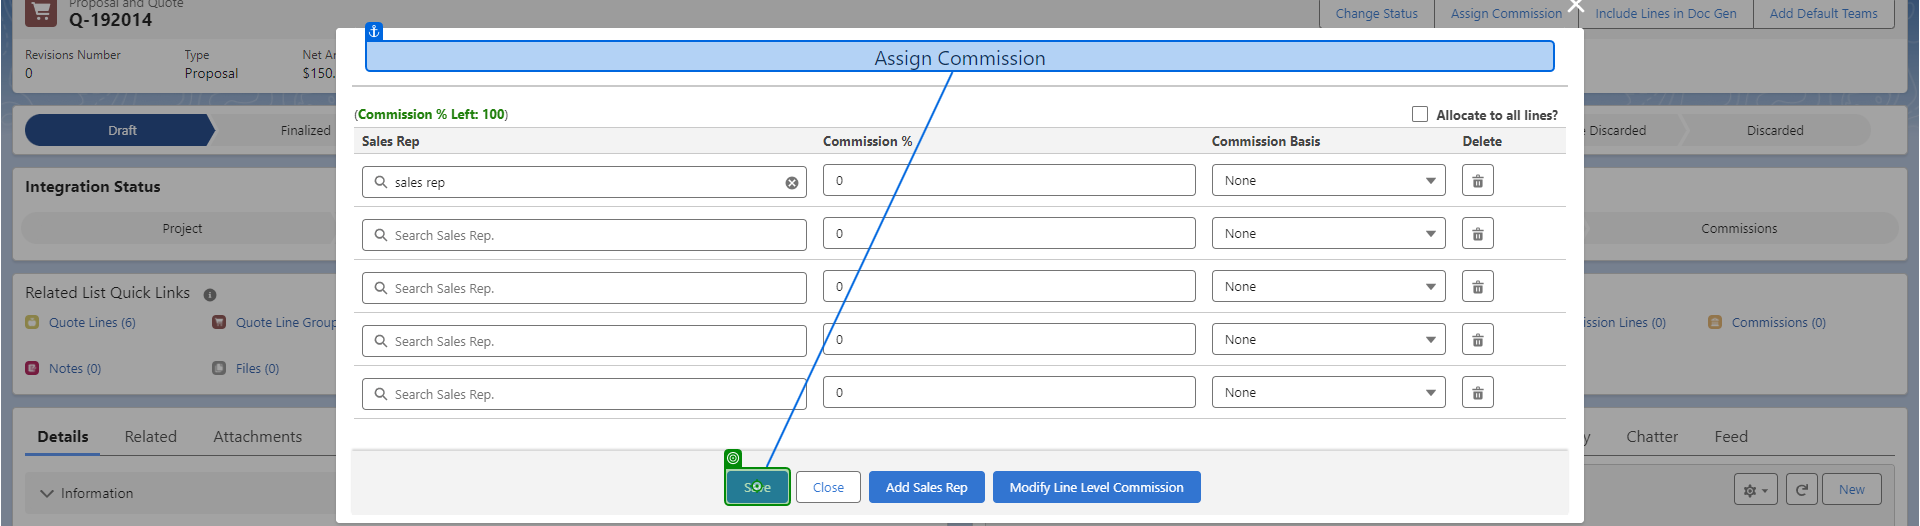 Proposal and Quote
Q-192014
Change Status
Assign Commission
Include Lines in Doc Gen
Add Default Teams
Revisions Number
Type
Net Ar
0
Proposal
$150.
Assign Commission
(Commission % Left: 100)
Allocate to all lines?
Draft
Finalized
Discarded
Discarded
Sales Rep
Commission %
Commission Basis
Delete
sales rep
0
None
Search Sales Rep.
0
None
Search Sales Rep.
0
None
Search Sales Rep.
0
None
Search Sales Rep.
0
None
Integration Status
Project
Commissions
Related List Quick Links
Quote Lines (6)
Quote Line Group
ission Lines (0)
Commissions (0)
Notes (0)
Files (0)
Details
Related
Attachments
y
Chatter
Feed
Information
Save
Close
Add Sales Rep
Modify Line Level Commission
New